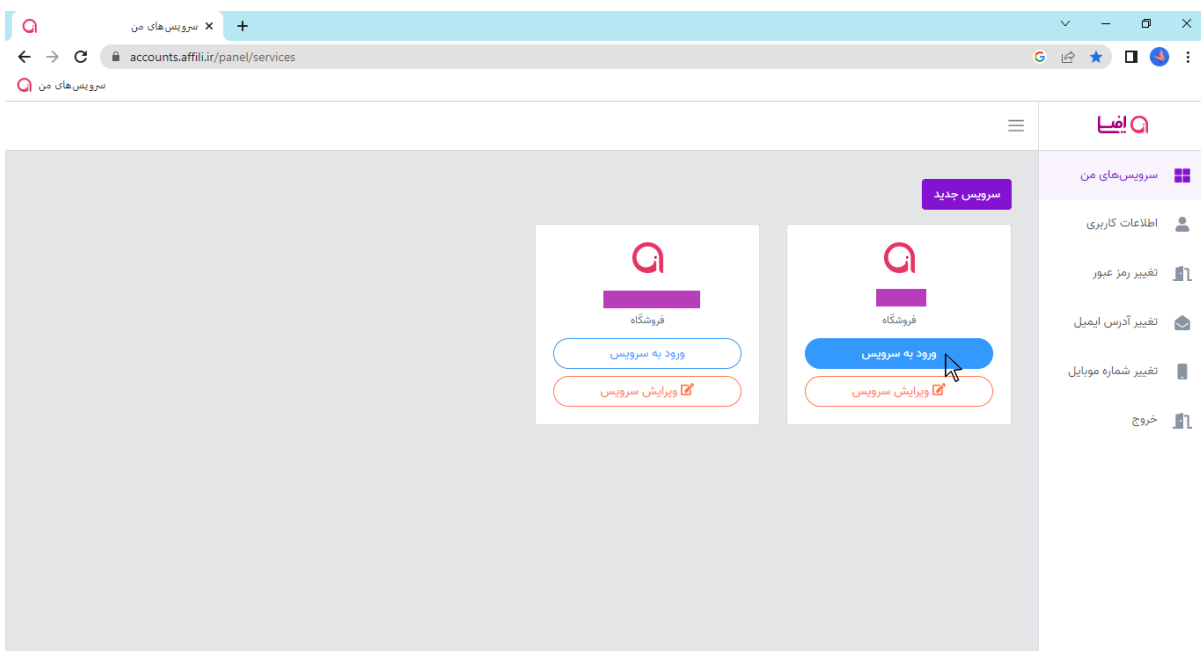 سرویس‌های من
accounts.affili.ir/panel/services
سرویس‌های من
افیلی
سرویس‌های من
اطلاعات کاربری
تغییر رمز عبور
تغییر آدرس ایمیل
تغییر شماره موبایل
خروج
سرویس جدید
فروشگاه
ورود به سرویس
ویرایش سرویس
فروشگاه
ورود به سرویس
ویرایش سرویس